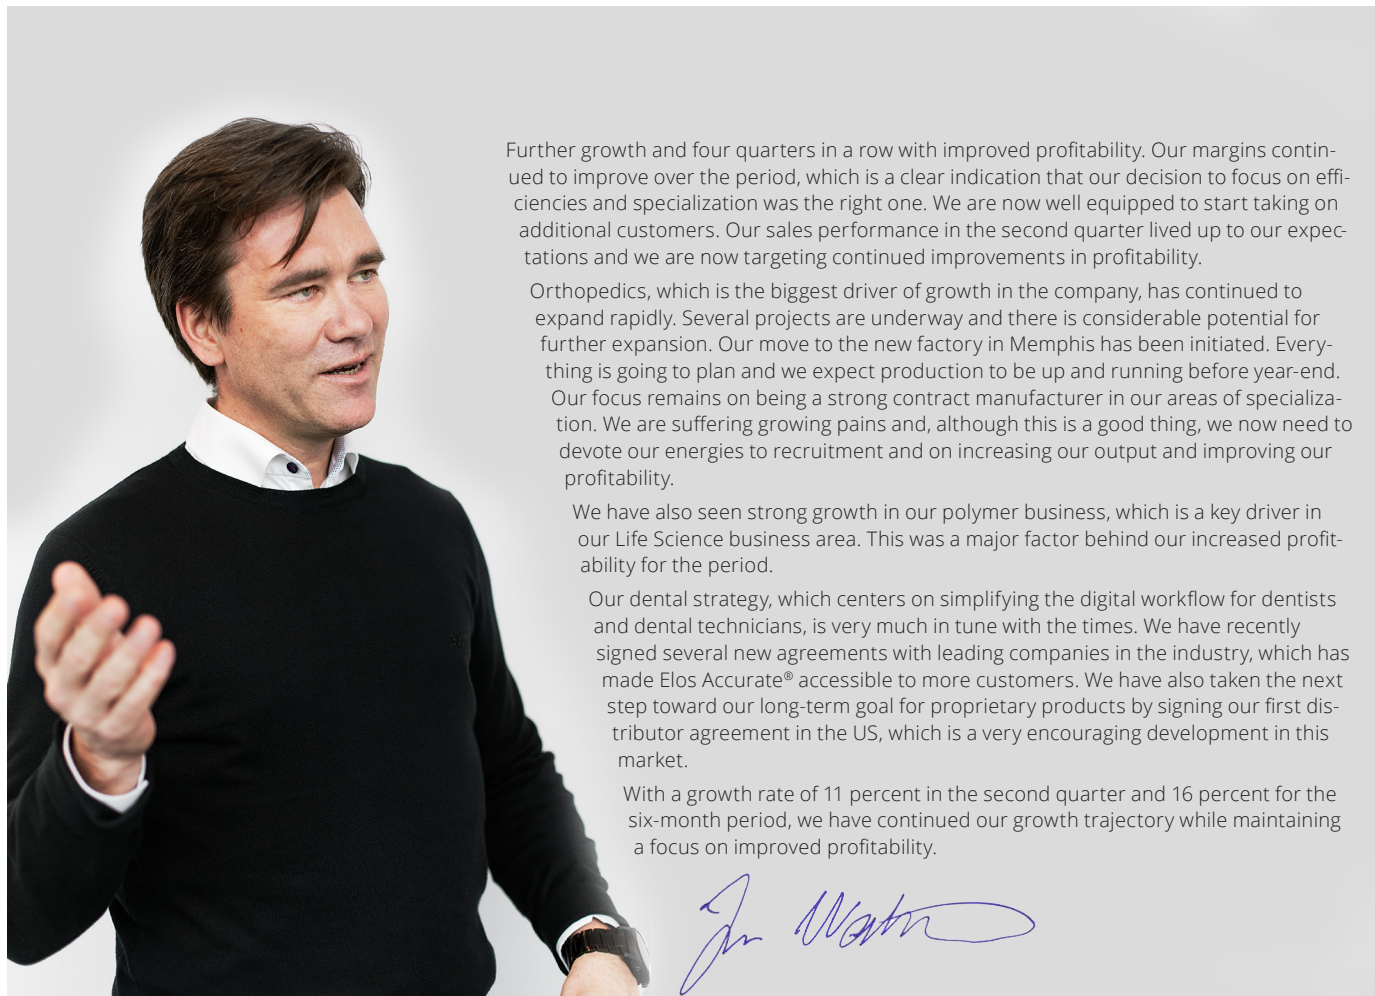 Further growth and four quarters in a row with improved profitability. Our margins contin-
ued to improve over the period, which is a clear indication that our decision to focus on effi-
ciencies and specialization was the right one. We are now well equipped to start taking on
additional customers. Our sales performance in the second quarter lived up to our expec-
tations and we are now targeting continued improvements in profitability.
Orthopedics, which is the biggest driver of growth in the company, has continued to
expand rapidly. Several projects are underway and there is considerable potential for
further expansion. Our move to the new factory in Memphis has been initiated. Every-
thing is going to plan and we expect production to be up and running before year-end.
Our focus remains on being a strong contract manufacturer in our areas of specializa-
tion. We are suffering growing pains and, although this is a good thing, we now need to
devote our energies to recruitment and on increasing our output and improving our
profitability.
We have also seen strong growth in our polymer business, which is a key driver in
our Life Science business area. This was a major factor behind our increased profit-
ability for the period.
Our dental strategy, which centers on simplifying the digital workflow for dentists
and dental technicians, is very much in tune with the times. We have recently
signed several new agreements with leading companies in the industry, which has
made Elos Accurate® accessible to more customers. We have also taken the next
step toward our long-term goal for proprietary products by signing our first dis-
tributor agreement in the US, which is a very encouraging development in this
market.
With a growth rate of 11 percent in the second quarter and 16 percent for the
six-month period, we have continued our growth trajectory while maintaining
a focus on improved profitability.